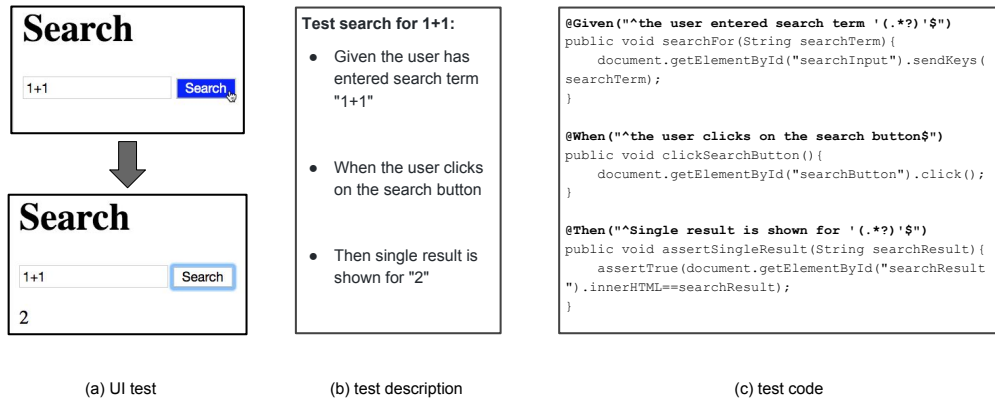 Search
1+1 Search
Search
1+1 Search
2
(a) UI test
Test search for 1+1:
● Given the user has
entered search term
"1+1"
● When the user clicks
on the search button
● Then single result is
shown for "2"
(b) test description
@Given("^the user entered search term '(.*?)'$")
public void searchFor(String searchTerm){
document.getElementById("searchInput").sendKeys(
searchTerm);
}
@When("^the user clicks on the search button$")
public void clickSearchButton(){
document.getElementById("searchButton").click();
}
@Then("^Single result is shown for '(.*?)'$")
public void assertSingleResult(String searchResult){
assertTrue(document.getElementById("searchResult
").innerHTML==searchResult);
}
(c) test code